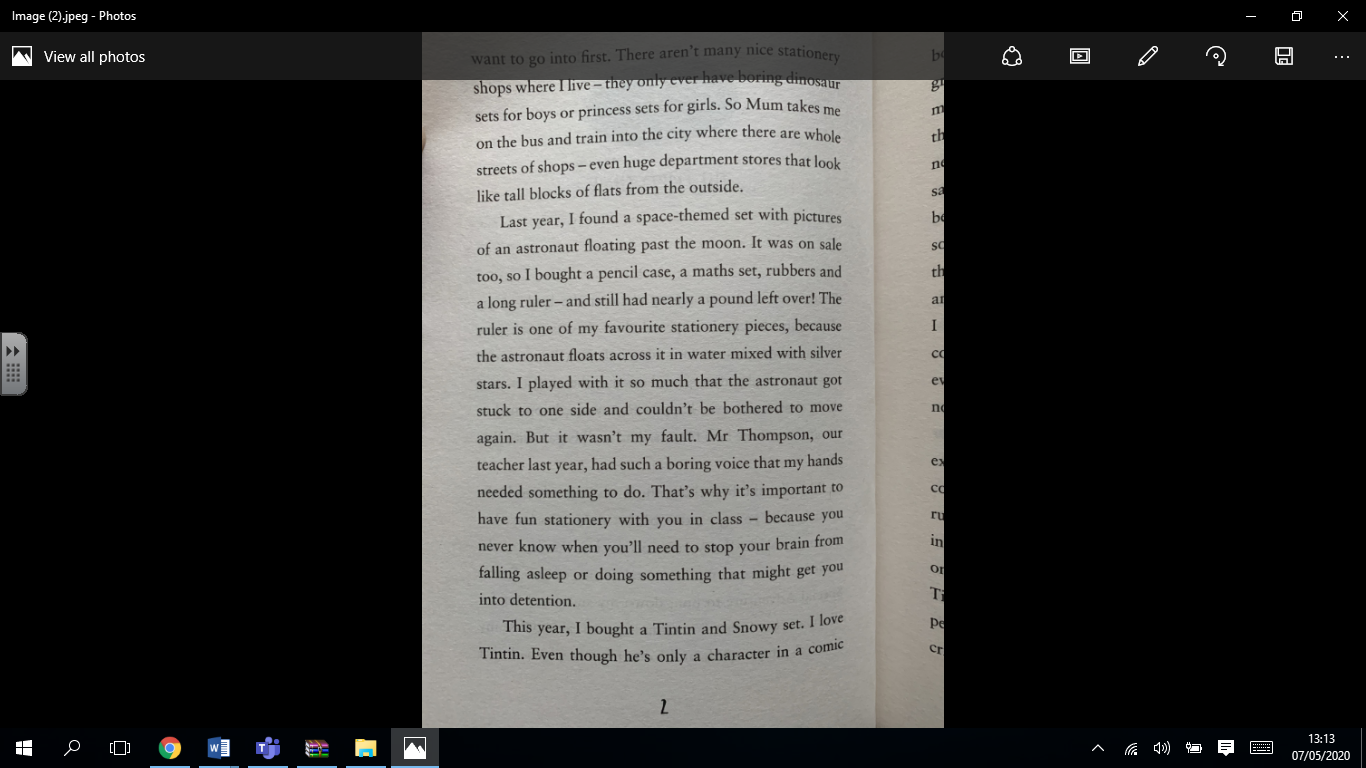 Image (2).jpeg - Photos
View all photos
want to go into first. There aren't many nice stationery
shops where I live – they only ever have boring dinosaur
sets for boys or princess sets for girls. So Mum takes me
on the bus and train into the city where there are whole
streets of shops – even huge department stores that look
like tall blocks of flats from the outside.
Last year, I found a space-themed set with pictures
of an astronaut floating past the moon. It was on sale
too, so I bought a pencil case, a maths set, rubbers and
a long ruler – and still had nearly a pound left over! The
ruler is one of my favourite stationery pieces, because
the astronaut floats across it in water mixed with silver
stars. I played with it so much that the astronaut got
stuck to one side and couldn't be bothered to move
again. But it wasn't my fault. Mr Thompson, our
teacher last year, had such a boring voice that my hands
needed something to do. That's why it's important to
have fun stationery with you in class – because you
never know when you'll need to stop your brain from
falling asleep or doing something that might get you
into detention.
This year, I bought a Tintin and Snowy set. I love
Tintin. Even though he's only a character in a comic
2
13:13
07/05/2020